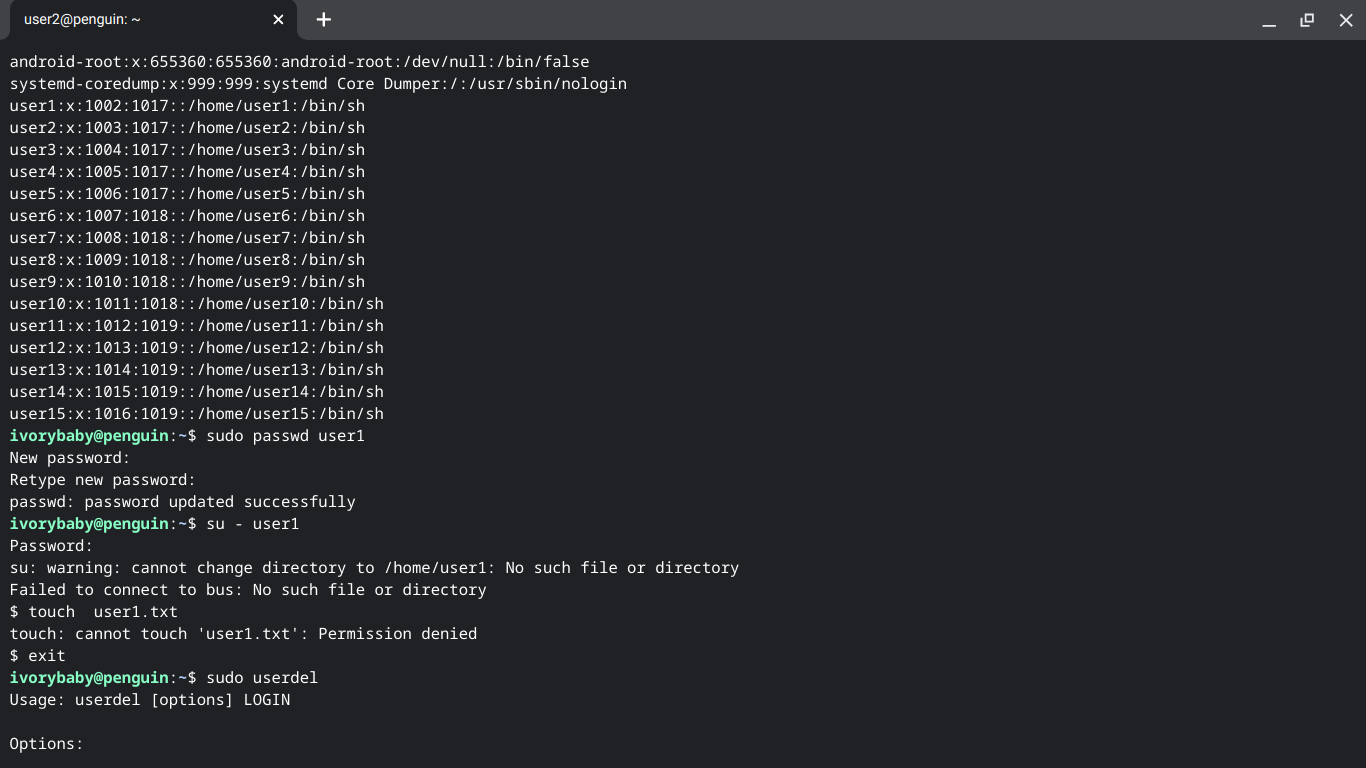 user2@penguin: ~
android-root:x:655360:655360:android-root:/dev/null:/bin/false
systemd-coredump:x:999:999:systemd Core Dumper:/:/usr/sbin/nologin
user1:x:1002:1017::/home/user1:/bin/sh
user2:x:1003:1017::/home/user2:/bin/sh
user3:x:1004:1017::/home/user3:/bin/sh
user4:x:1005:1017::/home/user4:/bin/sh
user5:x:1006:1017::/home/user5:/bin/sh
user6:x:1007:1018::/home/user6:/bin/sh
user7:x:1008:1018::/home/user7:/bin/sh
user8:x:1009:1018::/home/user8:/bin/sh
user9:x:1010:1018::/home/user9:/bin/sh
user10:x:1011:1018::/home/user10:/bin/sh
user11:x:1012:1019::/home/user11:/bin/sh
user12:x:1013:1019::/home/user12:/bin/sh
user13:x:1014:1019::/home/user13:/bin/sh
user14:x:1015:1019::/home/user14:/bin/sh
user15:x:1016:1019::/home/user15:/bin/sh
ivorybaby@penguin:~$ sudo passwd user1
New password:
Retype new password:
passwd: password updated successfully
ivorybaby@penguin:~$ su - user1
Password:
su: warning: cannot change directory to /home/user1: No such file or directory
Failed to connect to bus: No such file or directory
$ touch  user1.txt
touch: cannot touch 'user1.txt': Permission denied
$ exit
ivorybaby@penguin:~$ sudo userdel
Usage: userdel [options] LOGIN

Options: